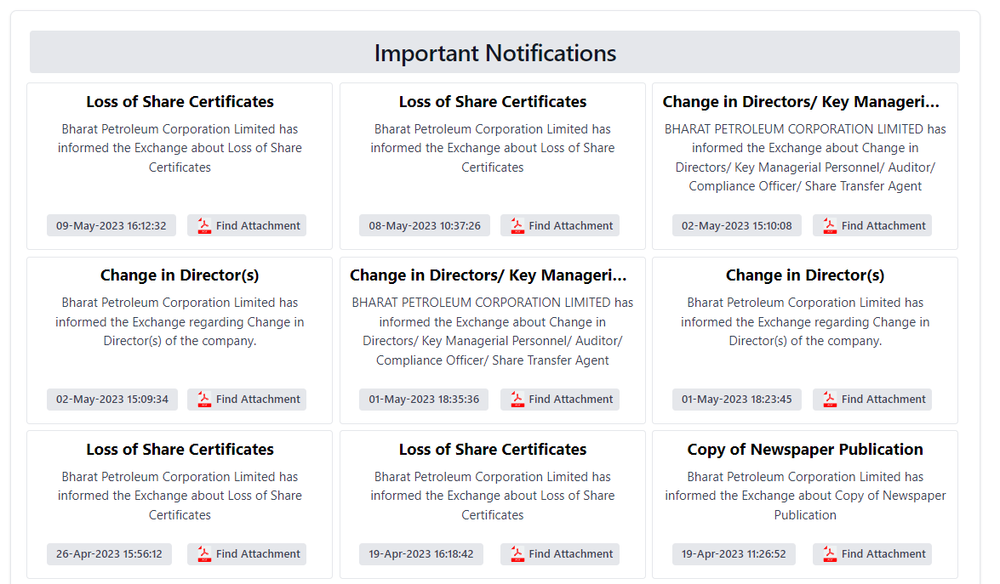 Important Notifications
Loss of Share Certificates
Bharat Petroleum Corporation Limited has
informed the Exchange about Loss of Share
Certificates
09-May-2023 16:12:32
Find Attachment
Loss of Share Certificates
Bharat Petroleum Corporation Limited has
informed the Exchange about Loss of Share
Certificates
08-May-2023 10:37:26
Find Attachment
Change in Directors/ Key Manageri...
BHARAT PETROLEUM CORPORATION LIMITED has
informed the Exchange about Change in
Directors/ Key Managerial Personnel/ Auditor/
Compliance Officer/ Share Transfer Agent
02-May-2023 15:10:08
Find Attachment
Change in Director(s)
Bharat Petroleum Corporation Limited has
informed the Exchange regarding Change in
Director(s) of the company.
02-May-2023 15:09:34
Find Attachment
Change in Directors/ Key Manageri...
BHARAT PETROLEUM CORPORATION LIMITED has
informed the Exchange about Change in
Directors/ Key Managerial Personnel/ Auditor/
Compliance Officer/ Share Transfer Agent
01-May-2023 18:35:36
Find Attachment
Change in Director(s)
Bharat Petroleum Corporation Limited has
informed the Exchange regarding Change in
Director(s) of the company.
01-May-2023 18:23:45
Find Attachment
Loss of Share Certificates
Bharat Petroleum Corporation Limited has
informed the Exchange about Loss of Share
Certificates
26-Apr-2023 15:56:12
Find Attachment
Loss of Share Certificates
Bharat Petroleum Corporation Limited has
informed the Exchange about Loss of Share
Certificates
19-Apr-2023 16:18:42
Find Attachment
Copy of Newspaper Publication
Bharat Petroleum Corporation Limited has
informed the Exchange about Copy of Newspaper
Publication
19-Apr-2023 11:26:52
Find Attachment